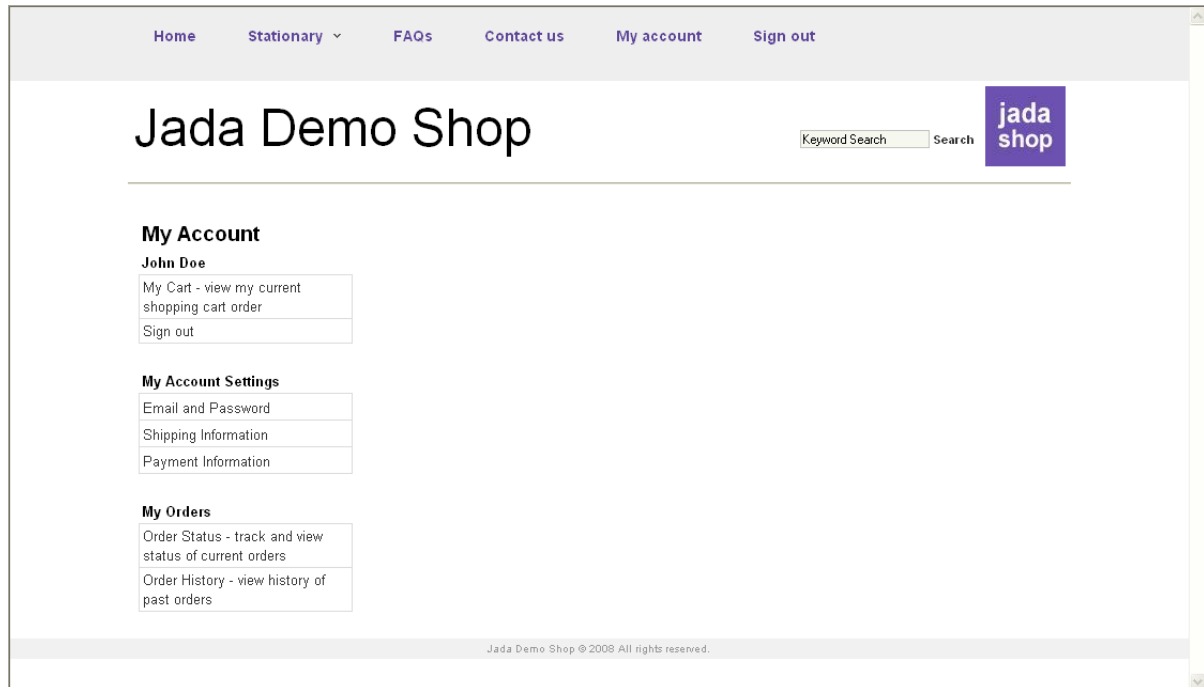 Home Stationary FAQs Contact us My account Sign out
Jada Demo Shop
Keyword Search Search
jada
shop
My Account
John Doe
My Cart - view my current
shopping cart order
Sign out
My Account Settings
Email and Password
Shipping Information
Payment Information
My Orders
Order Status - track and view
status of current orders
Order History - view history of
past orders
Jada Demo Shop © 2008 All rights reserved.